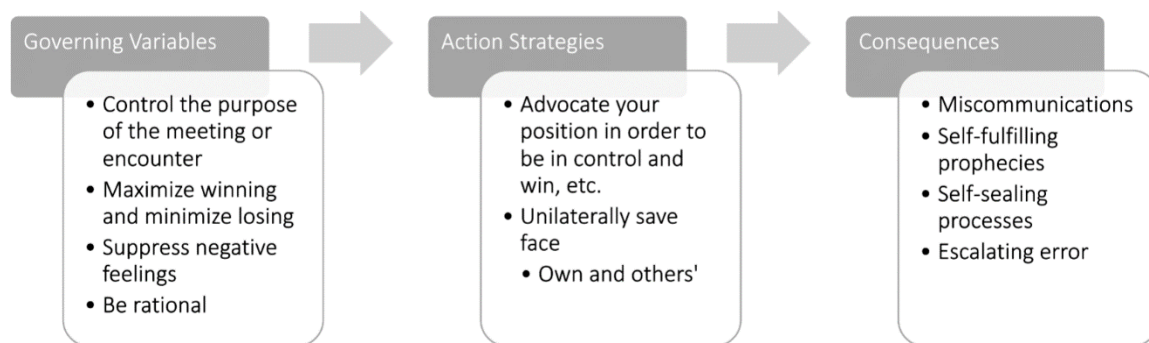 Governing Variables
• Control the purpose
of the meeting or
encounter
• Maximize winning
and minimize losing
• Suppress negative
feelings
• Be rational
Action Strategies
• Advocate your
position in order to
be in control and
win, etc.
• Unilaterally save
face
• Own and others'
Consequences
• Miscommunications
• Self-fulfilling
prophecies
• Self-sealing
processes
• Escalating error